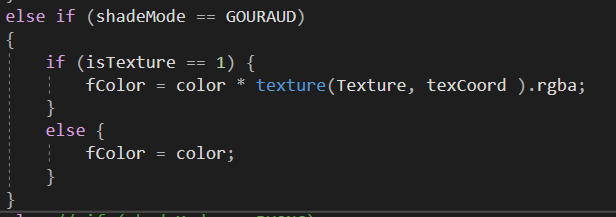 else if (shadeMode == GOURAUD)
{
if (isTexture == 1) {
fColor = color * texture(Texture, texCoord ).rgba;
}
else {
fColor = color;
}
}